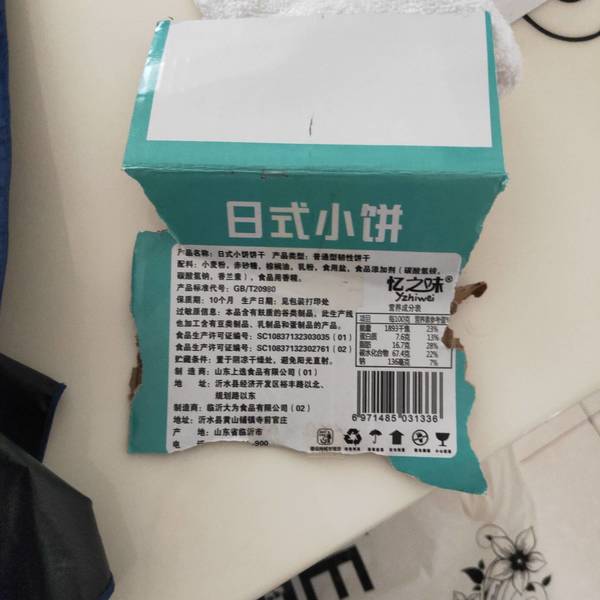 日式小饼
产品名称：日式小饼饼干 产品类型：普通型韧性饼干
配料：小麦粉，赤砂糖，棕榈油，乳粉，食用盐，食品添加剂（碳酸氢铵，
碳酸氢钠，香兰素），食品用香精。
产品标准代号：GB/T20980
保质期：10个月 生产日期：见包装打印处
过敏原信息：本品含有麸质的谷类制品，此生产线
也加工含有豆类制品、乳制品和蛋制品的产品。
食品生产许可证编号：SC10837132303035（01）
食品生产许可证编号：SC10837132302761（02）
贮藏条件：置于阴凉干燥处，避免阳光直射。
制造商：山东上逸食品有限公司（01）
地 址：沂水县经济开发区裕丰路以北、
规划路以东
制造商：临沂大为食品有限公司（02）
地址：沂水县黄山铺镇寺前官庄
产 地：山东省临沂市
-900
忆之味®
Yzhiwei
营养成分表
项目 每100克 营养素参考值%
能量 1893千焦 23%
蛋白质 7.6克 13%
脂肪 16.7克 28%
碳水化合物 67.4克 22%
钠 136毫克 7%
6971485031336